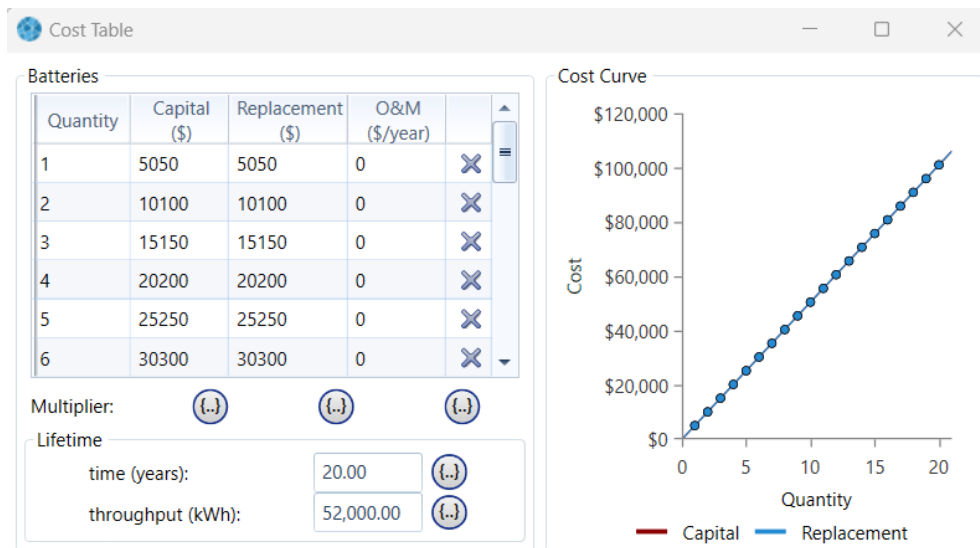 Cost Table
Batteries
Quantity Capital ($) Replacement ($) O&M ($/year)
1 5050 5050 0
2 10100 10100 0
3 15150 15150 0
4 20200 20200 0
5 25250 25250 0
6 30300 30300 0
Multiplier: {..} {..} {..}
Lifetime
time (years): 20.00 {..}
throughput (kWh): 52,000.00 {..}
Cost Curve
$120,000
$100,000
$80,000
$60,000
$40,000
$20,000
$0
Cost
0 5 10 15 20
Quantity
Capital Replacement